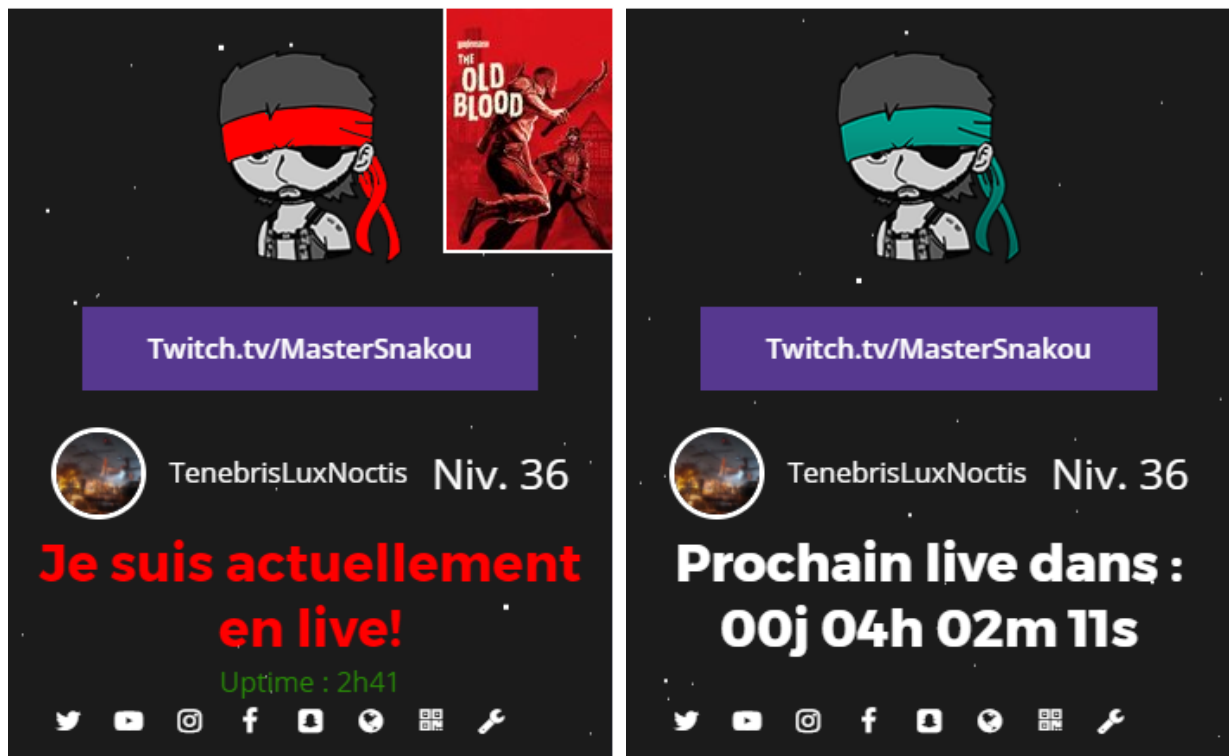 Wolfenstein
THE
OLD
BLOOD
Twitch.tv/MasterSnakou
TenebrisLuxNoctis Niv. 36
Je suis actuellement
en live!
Uptime : 2h41
Twitch.tv/MasterSnakou
TenebrisLuxNoctis Niv. 36
Prochain live dans :
00j 04h 02m 11s